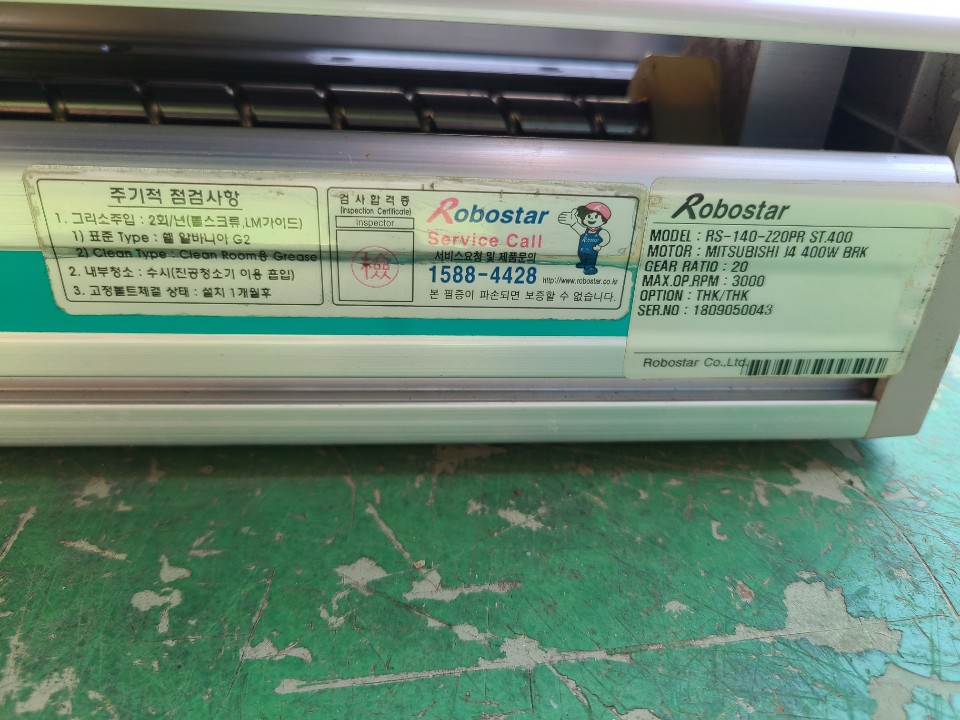 주기적 점검사항
1. 그리스주입 : 2회/년(볼스크류,LM가이드)
1) 표준 Type : 쉘 알바니아 G2
2) Clean Type : Clean Room용 Grease
2. 내부청소 : 수시(진공청소기 이용 흡입)
3. 고정볼트체결 상태 : 설치 1개월후
검사합격증
(Inspection Certificate)
Inspector
檢
Robostar
Service Call
서비스요청 및 제품문의
1588-4428 http://www.robostar.co.kr
본 필증이 파손되면 보증할 수 없습니다.
Robostar
MODEL : RS-140-Z20PR ST.400
MOTOR : MITSUBISHI J4 400W BRK
GEAR RATIO : 20
MAX.OP.RPM : 3000
OPTION : THK/THK
SER.NO : 1809050043
Robostar Co.,Ltd.